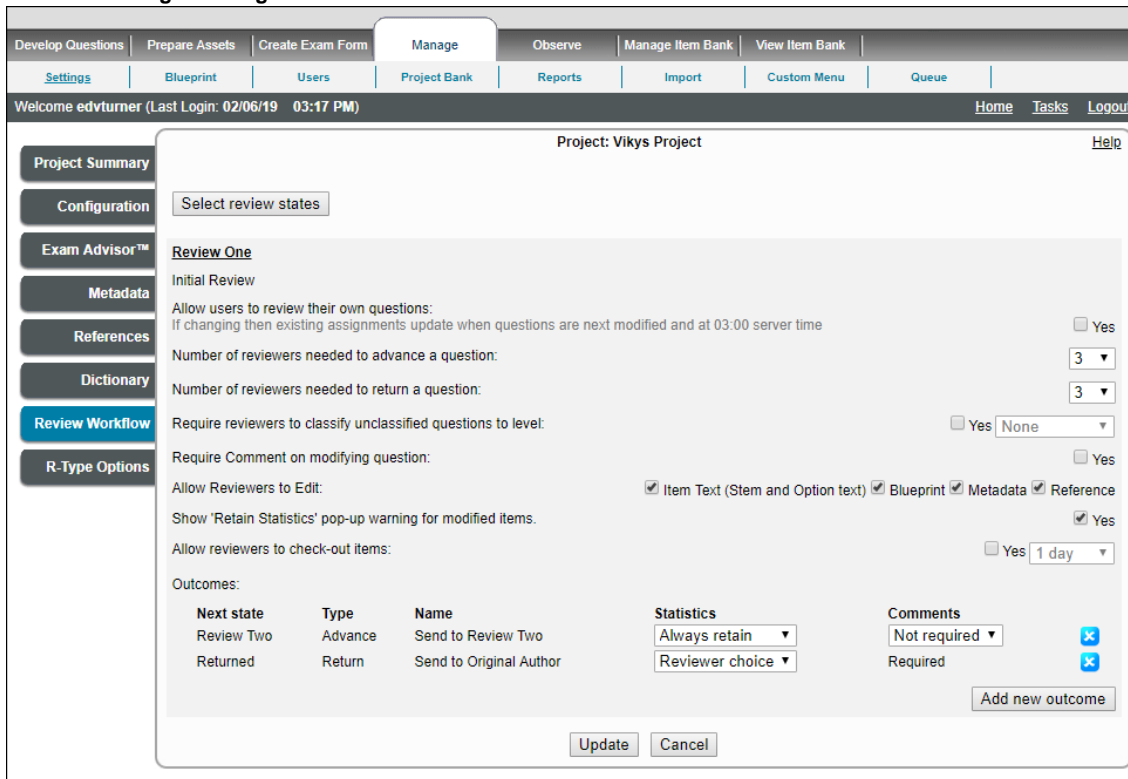 Develop Questions Prepare Assets Create Exam Form Manage Observe Manage Item Bank View Item Bank
Settings Blueprint Users Project Bank Reports Import Custom Menu Queue
Welcome edvturner (Last Login: 02/06/19 03:17 PM) Home Tasks Logout
Project: Vikys Project Help
Project Summary
Configuration
Exam Advisor™
Metadata
References
Dictionary
Review Workflow
R-Type Options
Select review states
Review One
Initial Review
Allow users to review their own questions:
If changing then existing assignments update when questions are next modified and at 03:00 server time Yes
Number of reviewers needed to advance a question: 3
Number of reviewers needed to return a question: 3
Require reviewers to classify unclassified questions to level: Yes None
Require Comment on modifying question: Yes
Allow Reviewers to Edit: Item Text (Stem and Option text) Blueprint Metadata Reference
Show 'Retain Statistics' pop-up warning for modified items. Yes
Allow reviewers to check-out items: Yes 1 day
Outcomes:
Next state Type Name Statistics Comments
Review Two Advance Send to Review Two Always retain Not required
Returned Return Send to Original Author Reviewer choice Required
Add new outcome
Update Cancel